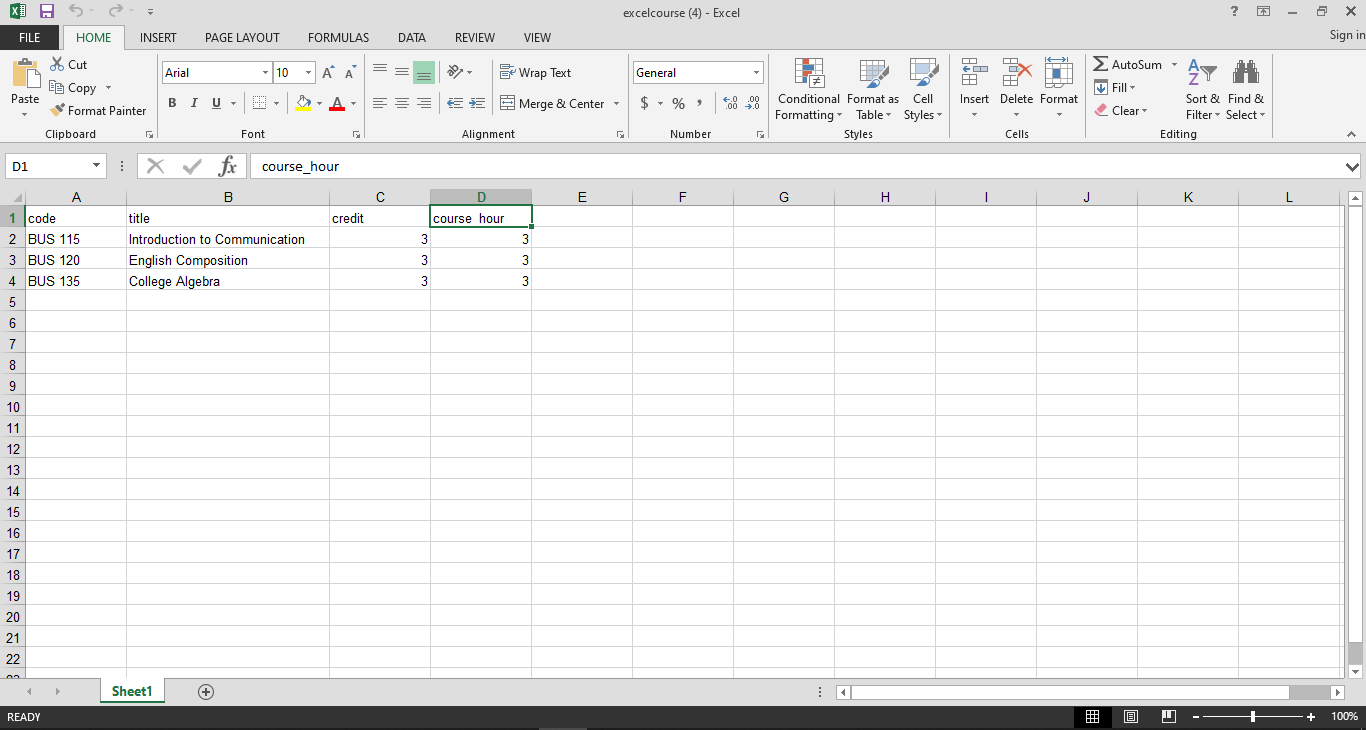 excelcourse (4) - Excel
?
FILE HOME INSERT PAGE LAYOUT FORMULAS DATA REVIEW VIEW Sign in
Paste
Cut
Copy
Format Painter
Clipboard
Arial 10
B I U
Font
Wrap Text
Merge & Center
Alignment
General
$ % ,
Number
Conditional Formatting
Format as Table
Cell Styles
Styles
Insert Delete Format
Cells
AutoSum
Fill
Clear
Sort & Filter
Find & Select
Editing
D1 fx course_hour
A B C D E F G H I J K L
1 code title credit course_hour
2 BUS 115 Introduction to Communication 3 3
3 BUS 120 English Composition 3 3
4 BUS 135 College Algebra 3 3
5
6
7
8
9
10
11
12
13
14
15
16
17
18
19
20
21
22
Sheet1
READY 100%